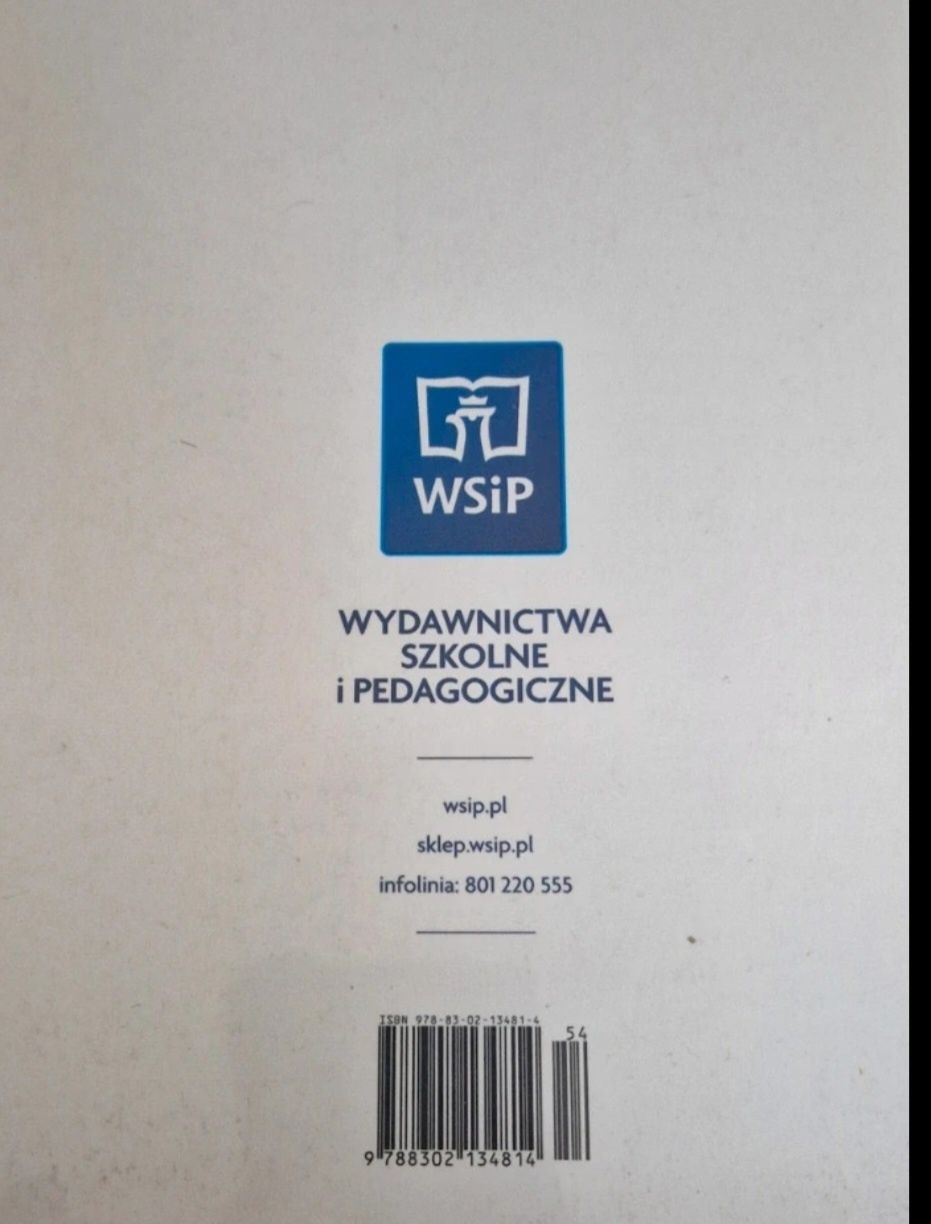 WSiP
WYDAWNICTWA
SZKOLNE
i PEDAGOGICZNE
wsip.pl
sklep.wsip.pl
infolinia: 801 220 555
ISBN 978-83-02-13481-4
54
9 788302 134814